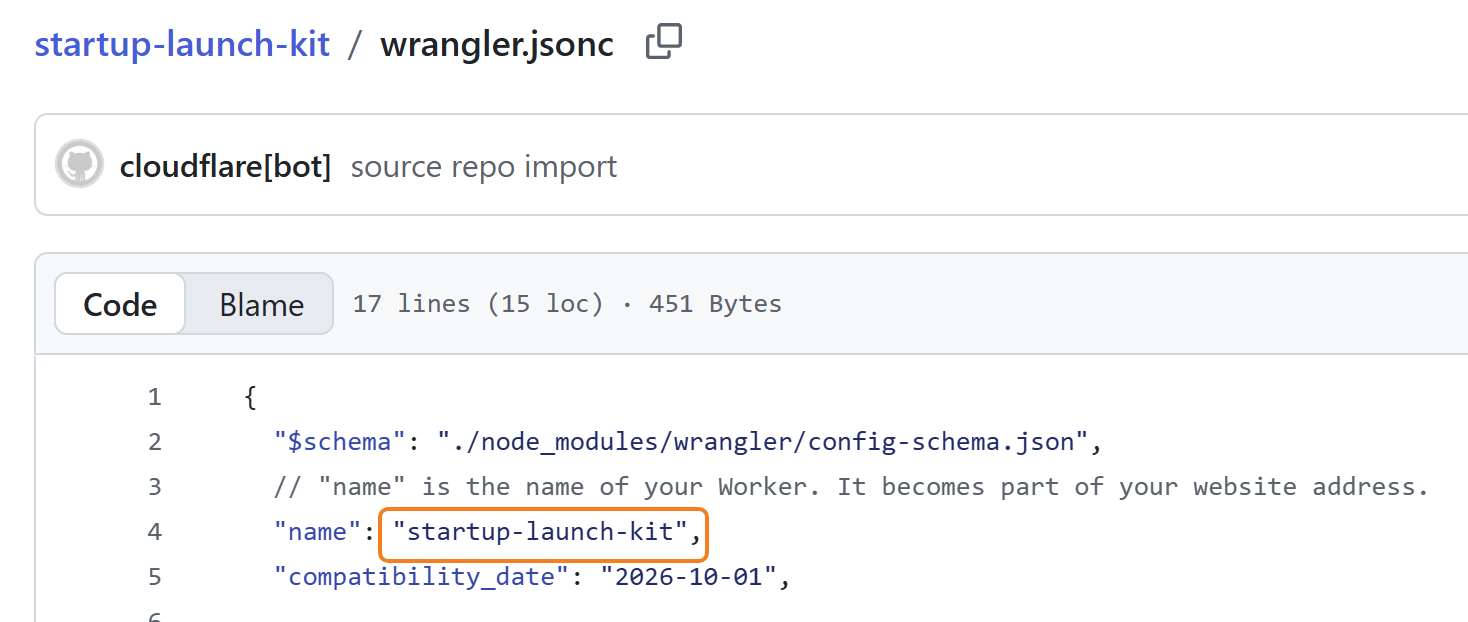 startup-launch-kit / wrangler.jsonc
cloudflare[bot] source repo import
Code Blame 17 lines (15 loc) · 451 Bytes
1 {
2 "$schema": "./node_modules/wrangler/config-schema.json",
3 // "name" is the name of your Worker. It becomes part of your website address.
4 "name": "startup-launch-kit",
5 "compatibility_date": "2026-10-01",
6